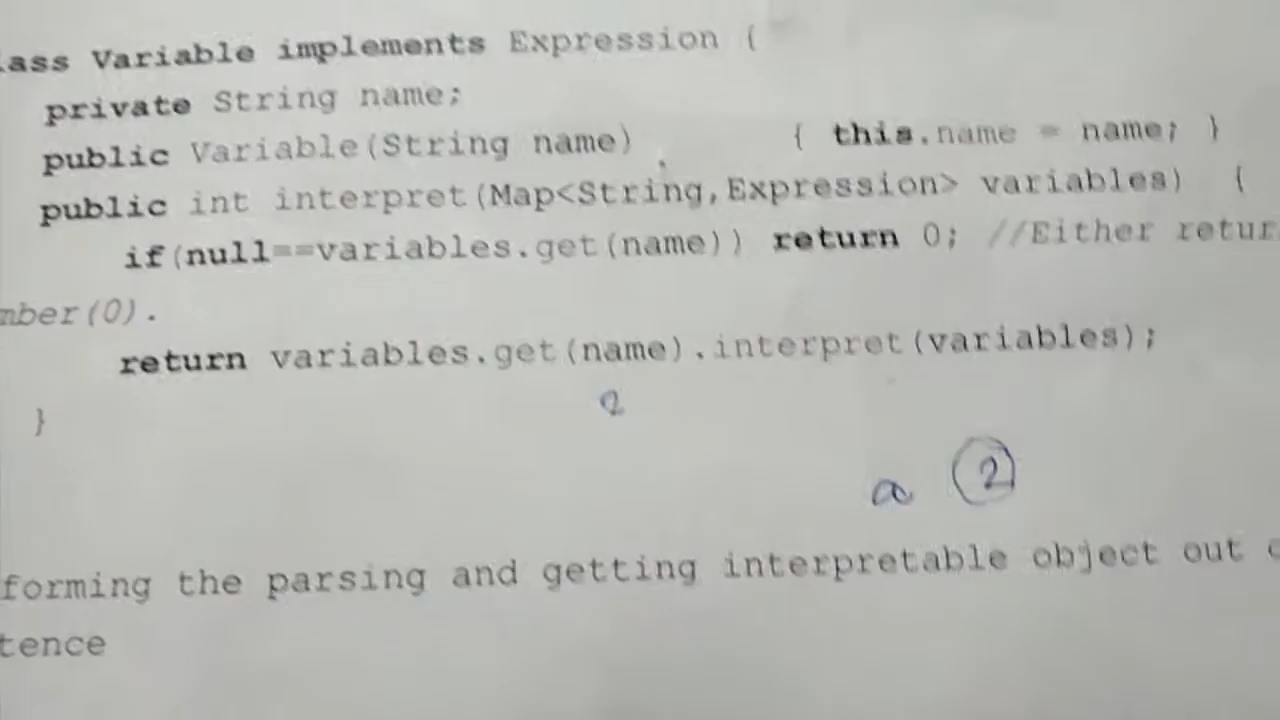 lass Variable implements Expression {
private String name;
public Variable(String name) { this.name = name; }
public int interpret(Map<String,Expression> variables) {
if(null==variables.get(name)) return 0; //Either retur
mber(0).
return variables.get(name).interpret(variables);
2
}
a 2
forming the parsing and getting interpretable object out
tence